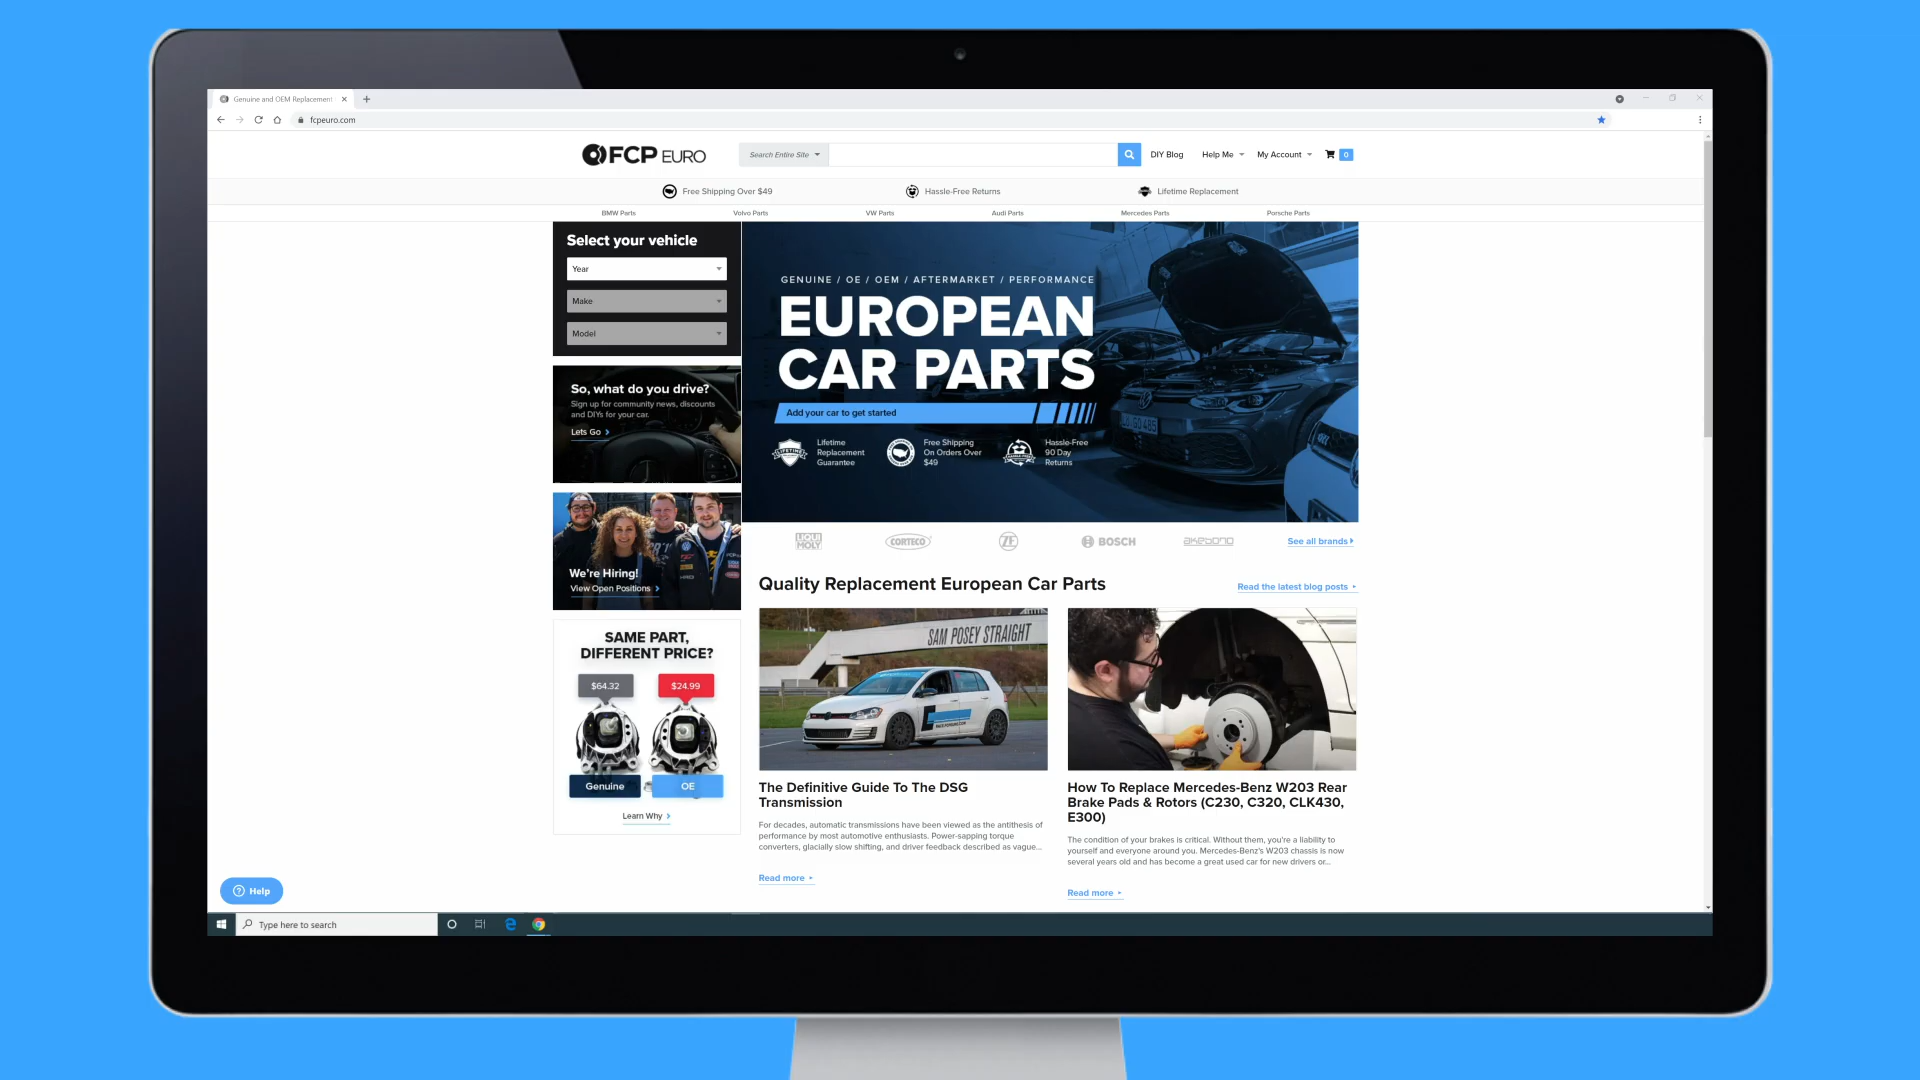 Genuine and OEM Replacement
fcpeuro.com
FCP EURO
Search Entire Site
DIY Blog
Help Me
My Account
0
Free Shipping Over $49
Hassle-Free Returns
Lifetime Replacement
BMW Parts
Volvo Parts
VW Parts
Audi Parts
Mercedes Parts
Porsche Parts
Select your vehicle
Year
Make
Model
GENUINE / OE / OEM / AFTERMARKET / PERFORMANCE
EUROPEAN
CAR PARTS
Add your car to get started
LIFETIME
Lifetime
Replacement
Guarantee
Free Shipping
On Orders Over
$49
Hassle-Free
90 Day
Returns
So, what do you drive?
Sign up for community news, discounts
and DIYs for your car.
Lets Go
We're Hiring!
View Open Positions
LIQUI
MOLY
CORTECO
ZF
BOSCH
akebono
See all brands
Quality Replacement European Car Parts
Read the latest blog posts
SAME PART,
DIFFERENT PRICE?
$64.32
$24.99
Genuine
OE
Learn Why
SAM POSEY STRAIGHT
The Definitive Guide To The DSG
Transmission
For decades, automatic transmissions have been viewed as the antithesis of
performance by most automotive enthusiasts. Power-sapping torque
converters, glacially slow shifting, and driver feedback described as vague...
Read more
How To Replace Mercedes-Benz W203 Rear
Brake Pads & Rotors (C230, C320, CLK430,
E300)
The condition of your brakes is critical. Without them, you're a liability to
yourself and everyone around you. Mercedes-Benz's W203 chassis is now
several years old and has become a great used car for new drivers or...
Read more
Help
Type here to search